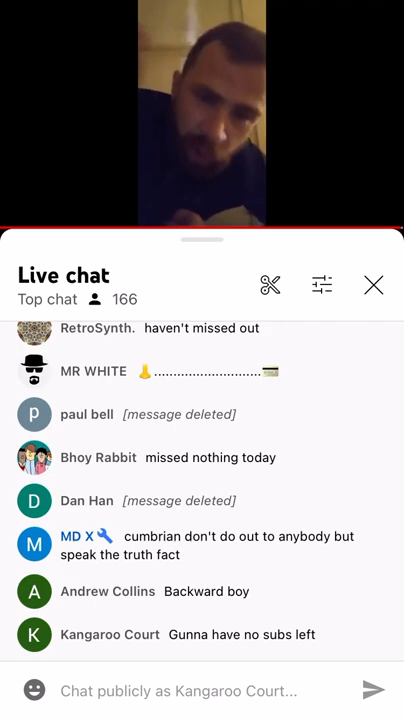 Live chat
Top chat 166
RetroSynth. haven't missed out
MR WHITE 👃............................💳
paul bell [message deleted]
Bhoy Rabbit missed nothing today
Dan Han [message deleted]
MD X🔧 cumbrian don't do out to anybody but
speak the truth fact
Andrew Collins Backward boy
Kangaroo Court Gunna have no subs left
Chat publicly as Kangaroo Court...
p
D
M
A
K